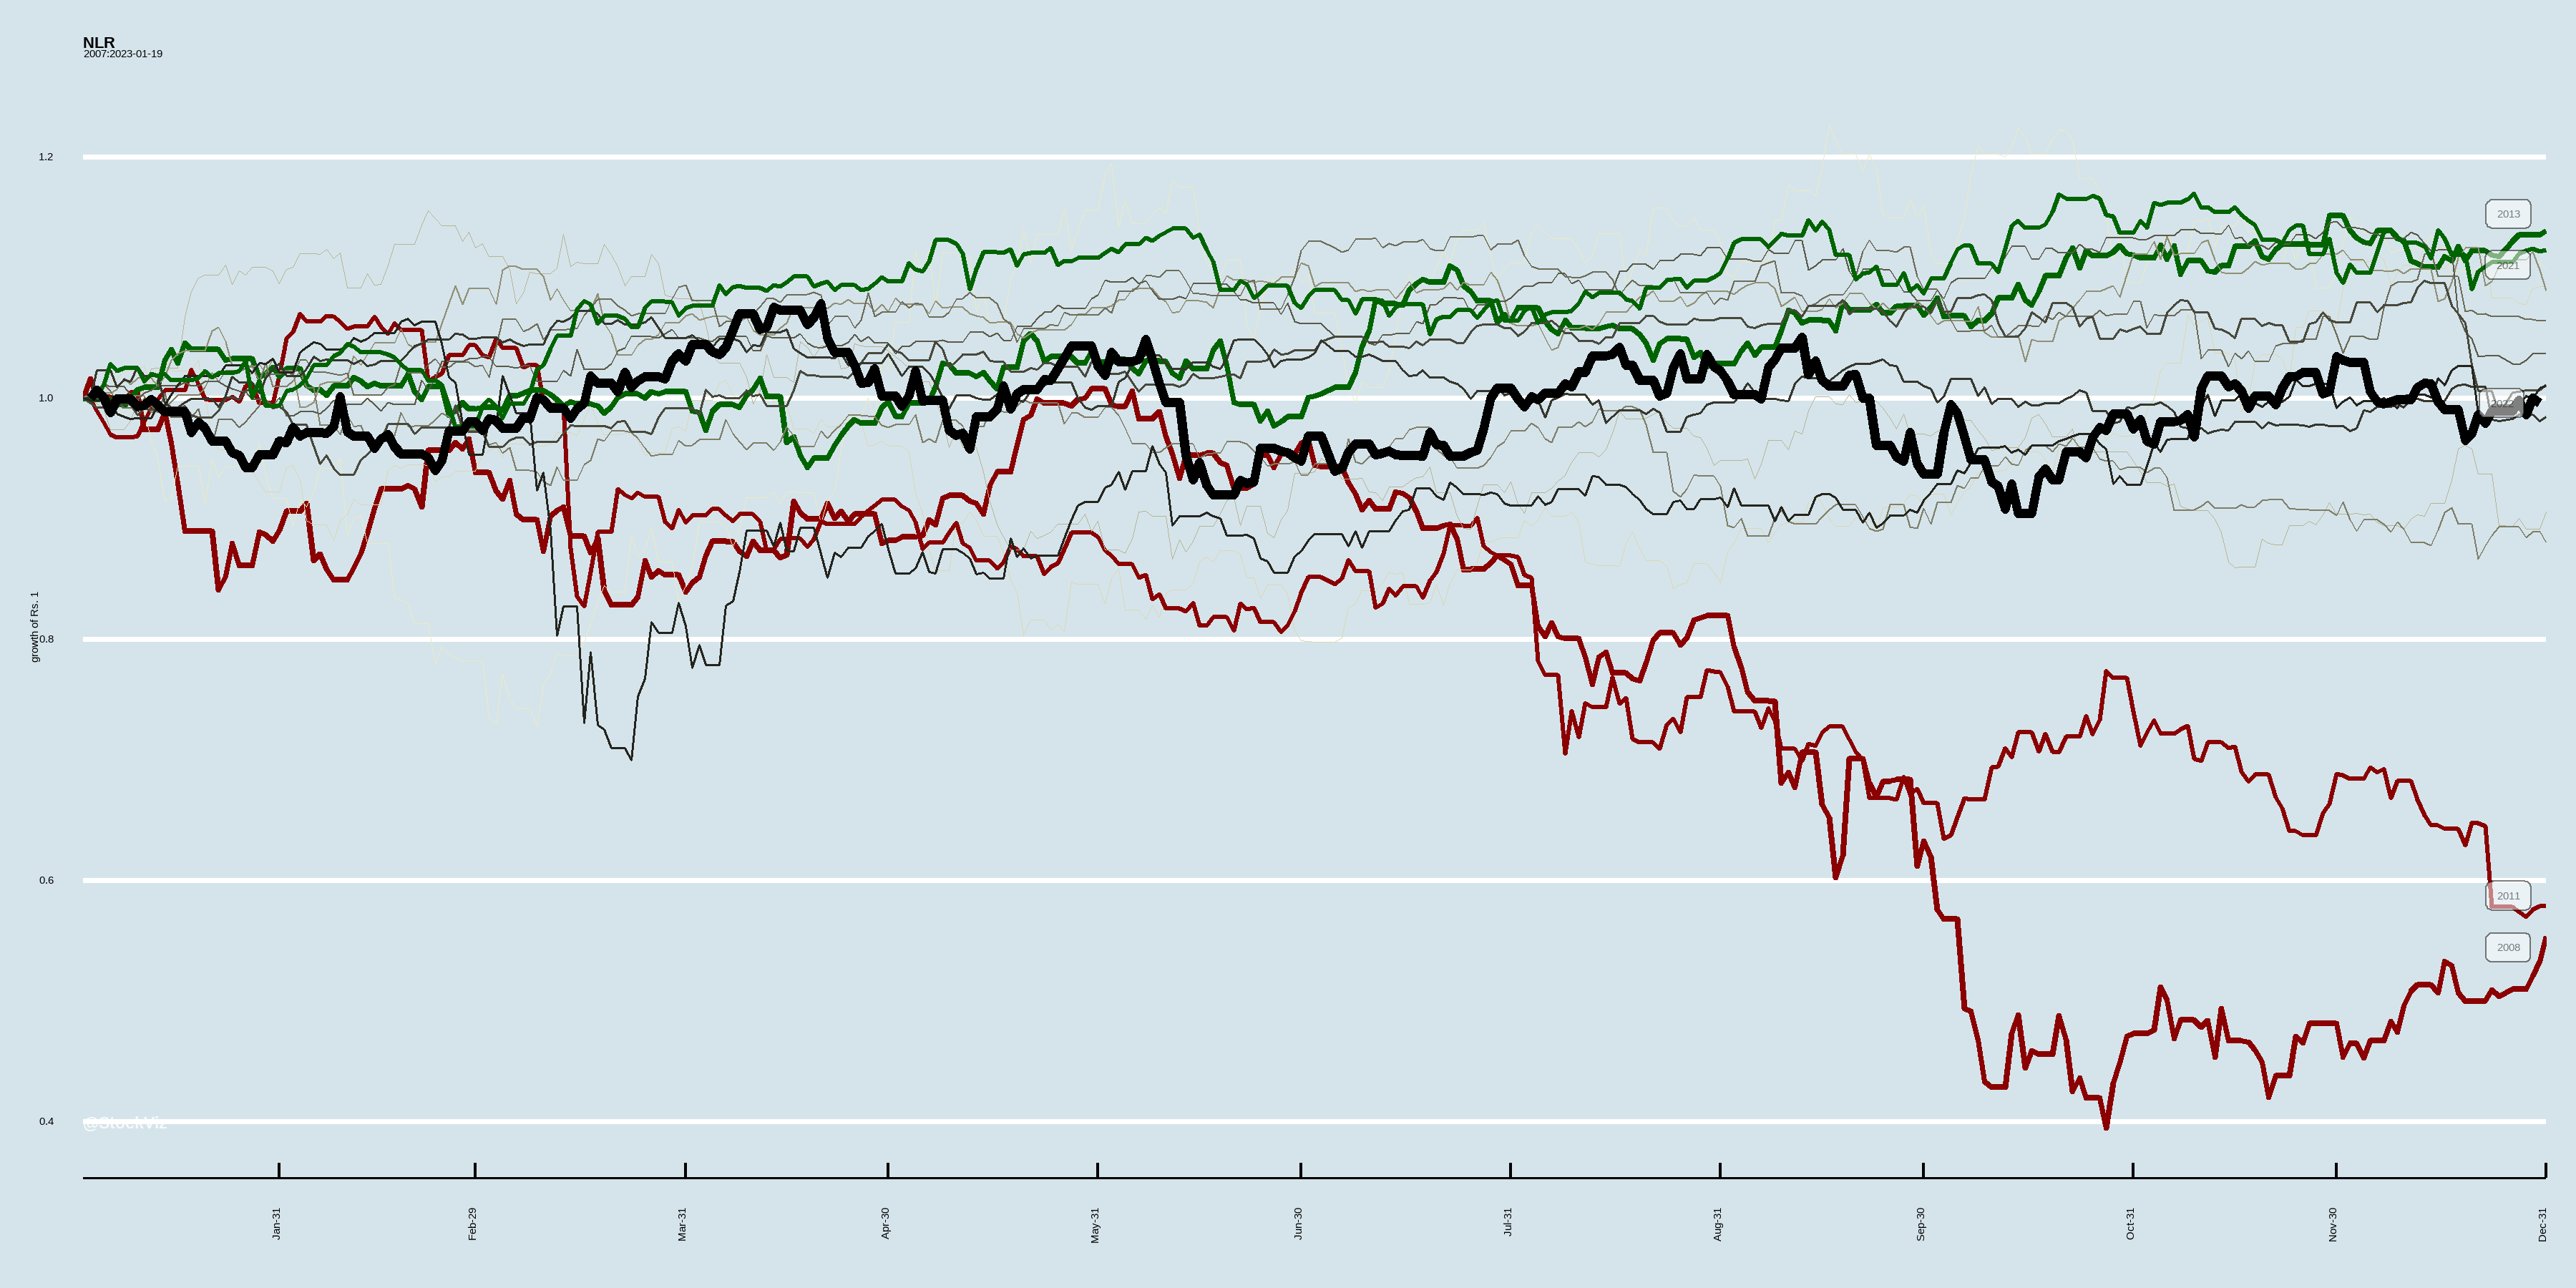 NLR
2007:2023-01-19
1.2
1.0
0.8
0.6
0.4
growth of Rs. 1
2013
2021
2011
2008
@StockViz
Jan-31
Feb-29
Mar-31
Apr-30
May-31
Jun-30
Jul-31
Aug-31
Sep-30
Oct-31
Nov-30
Dec-31